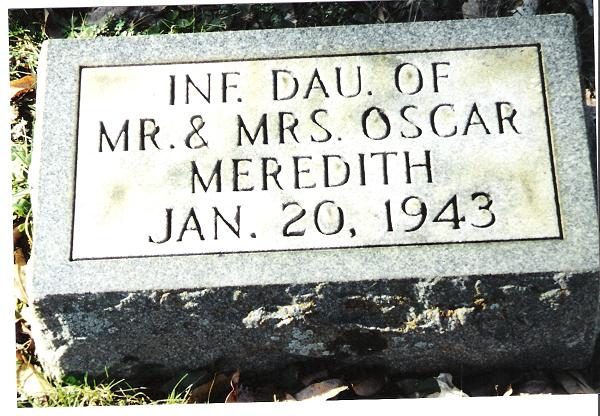 INF. DAU. OF
MR. & MRS. OSCAR
MEREDITH
JAN. 20, 1943